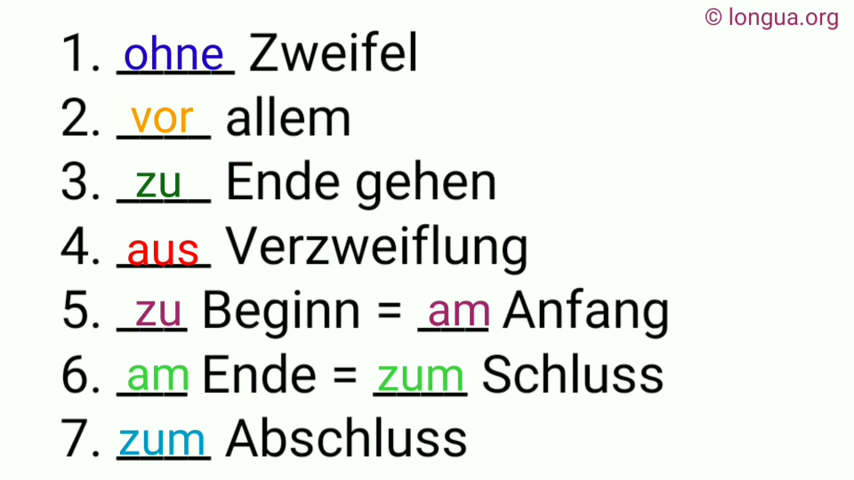 © longua.org
1. ohne Zweifel
2. vor allem
3. zu Ende gehen
4. aus Verzweiflung
5. zu Beginn = am Anfang
6. am Ende = zum Schluss
7. zum Abschluss